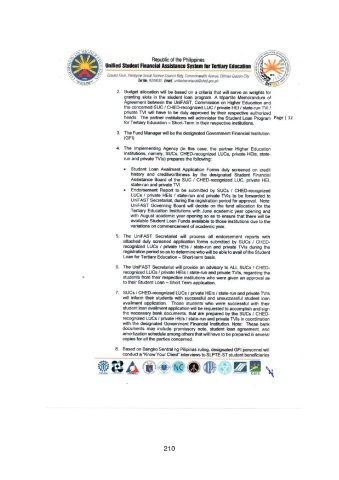 Republic of the Philippines
Unified Student Financial Assistance System for Tertiary Education
2. Budget allocation will be based on a criteria that will serve as weights for
granting slots in the student loan program. A tripartite Memorandum of
Agreement between the UniFAST, Commission on Higher Education and
the concerned SUC / CHED-recognized LUC / private HEI / state-run TVI /
private TVI will have to be duly approved by their respective authorized
heads. The partner institutions will administer the Student Loan Program Page |
for Tertiary Education – Short-Term in their respective institutions.
3. The Fund Manager will be the designated Government Financial Institution
(GFI)
4. The Implementing Agency (in this case, the partner Higher Education
Institutions, namely, SUCs, CHED-recognized LUCs, private HEIs, state-
run and private TVIs) prepares the following:
• Student Loan Availment Application Forms duly screened on credit
history and creditworthiness by the designated Student Financial
Assistance Board of the SUC / CHED-recognized LUC, private HEI,
state-run and private TVI.
• Endorsement Report to be submitted by SUCs / CHED-recognized
LUCs / private HEIs / state-run and private TVIs to be forwarded to
UniFAST Secretariat, during the registration period for approval. Note:
UniFAST Governing Board will decide on the fund allocation for the
Tertiary Education Institutions with June academic year opening and
with August academic year opening so as to ensure that there will be
available Student Loan Funds available to those institutions due to the
variations on commencement of academic year.
5. The UniFAST Secretariat will process all endorsement reports with
attached duly screened application forms submitted by SUCs / CHED-
recognized LUCs / private HEIs / state-run and private TVIs during the
registration period so as to determine who will be able to avail of the Student
Loan for Tertiary Education – Short-term basis.
6. The UniFAST Secretariat will provide an advisory to ALL SUCs / CHED-
recognized LUCs / private HEIs / state-run and private TVIs, regarding the
students from their respective institutions who were given an approval as
to their Student Loan – Short Term application.
7. SUCs / CHED-recognized LUCs / private HEIs / state-run and private TVIs
will inform their students with successful and unsuccessful student loan
availment application. Those students who were successful with their
student loan availment application will be requested to accomplish and sign
the necessary bank documents, that are prepared by the SUCs / CHED-
recognized LUCs / private HEIs / state-run and private TVIs in coordination
with the designated Government Financial Institution. Note: These bank
documents may include promissory note, student loan agreement, and
amortization schedule among others that will have to be prepared in several
copies for all the parties concerned.
8. Based on Bangko Sentral ng Pilipinas ruling, designated GFI personnel will
conduct a "Know Your Client" interviews to SLPTE-ST student beneficiaries
210